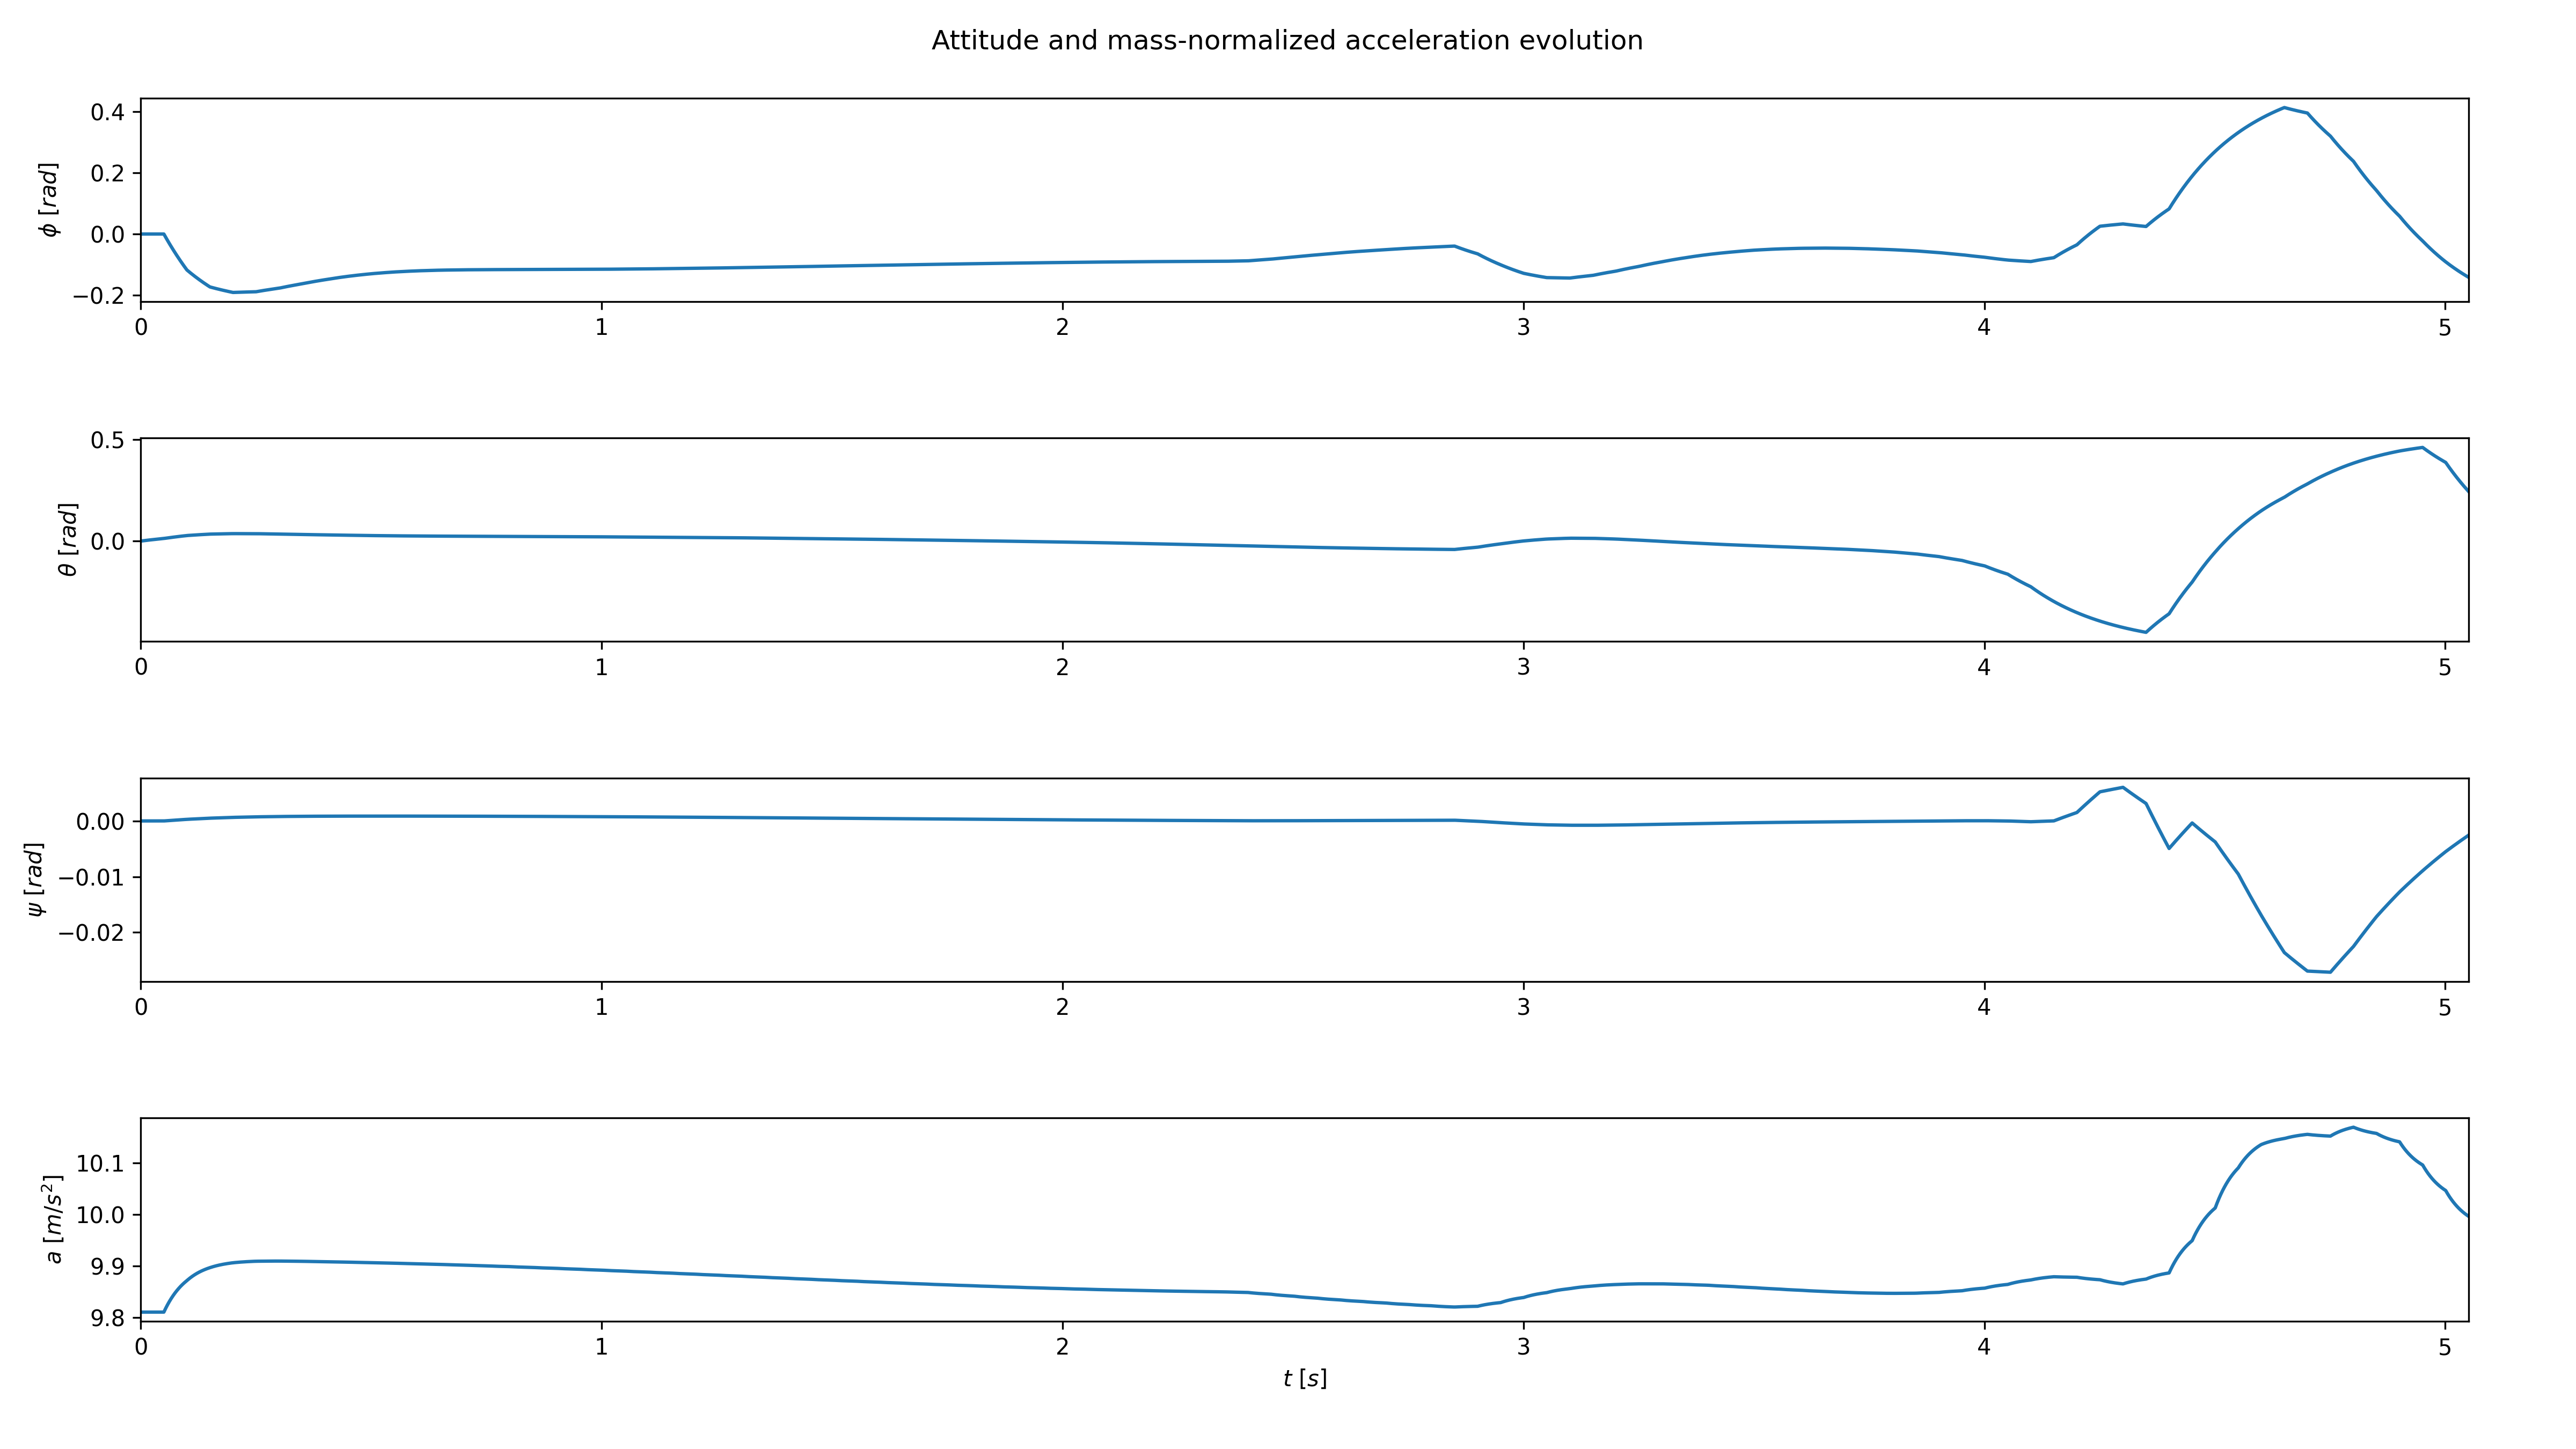 Attitude and mass-normalized acceleration evolution
ϕ [rad]
0.4
0.2
0.0
−0.2
0 1 2 3 4 5
θ [rad]
0.5
0.0
0 1 2 3 4 5
ψ [rad]
0.00
−0.01
−0.02
0 1 2 3 4 5
a [m/s²]
10.1
10.0
9.9
9.8
0 1 2 3 4 5
t [s]